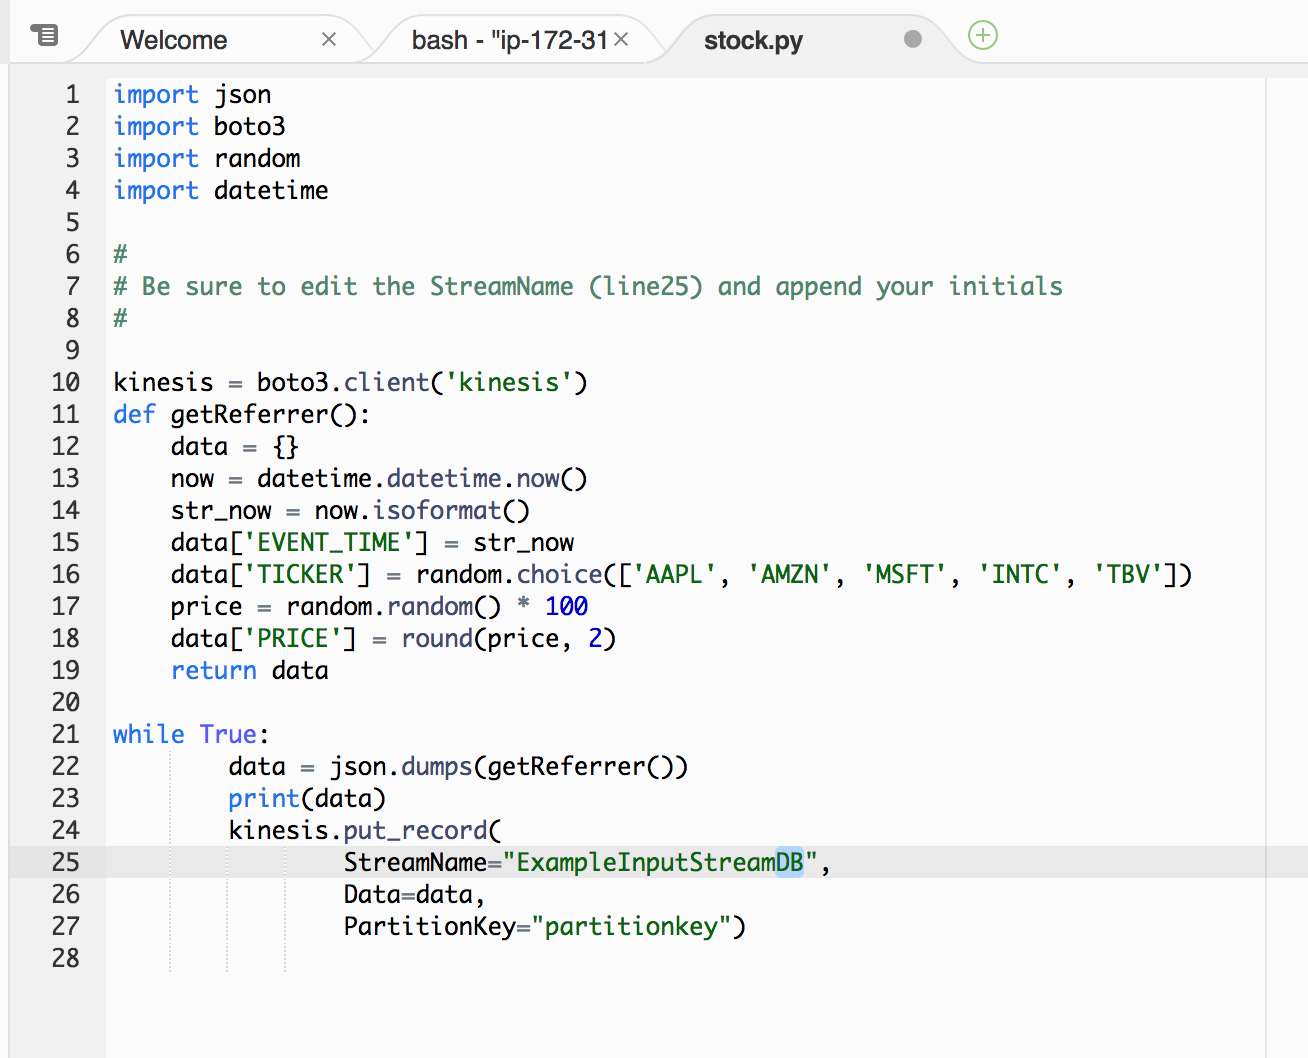 Welcome ×
bash - "ip-172-31 ×
stock.py
1 import json
2 import boto3
3 import random
4 import datetime
5
6 #
7 # Be sure to edit the StreamName (line25) and append your initials
8 #
9
10 kinesis = boto3.client('kinesis')
11 def getReferrer():
12     data = {}
13     now = datetime.datetime.now()
14     str_now = now.isoformat()
15     data['EVENT_TIME'] = str_now
16     data['TICKER'] = random.choice(['AAPL', 'AMZN', 'MSFT', 'INTC', 'TBV'])
17     price = random.random() * 100
18     data['PRICE'] = round(price, 2)
19     return data
20
21 while True:
22         data = json.dumps(getReferrer())
23         print(data)
24         kinesis.put_record(
25                 StreamName="ExampleInputStreamDB",
26                 Data=data,
27                 PartitionKey="partitionkey")
28